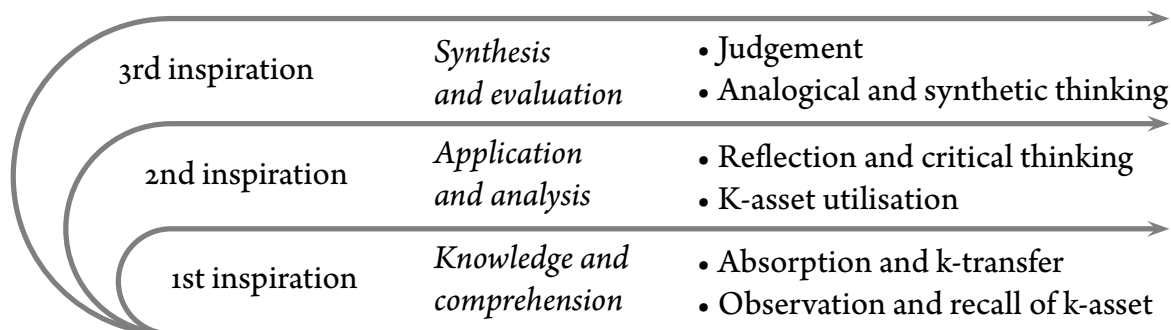 3rd inspiration
Synthesis
and evaluation
• Judgement
• Analogical and synthetic thinking
2nd inspiration
Application
and analysis
• Reflection and critical thinking
• K-asset utilisation
1st inspiration
Knowledge and
comprehension
• Absorption and k-transfer
• Observation and recall of k-asset